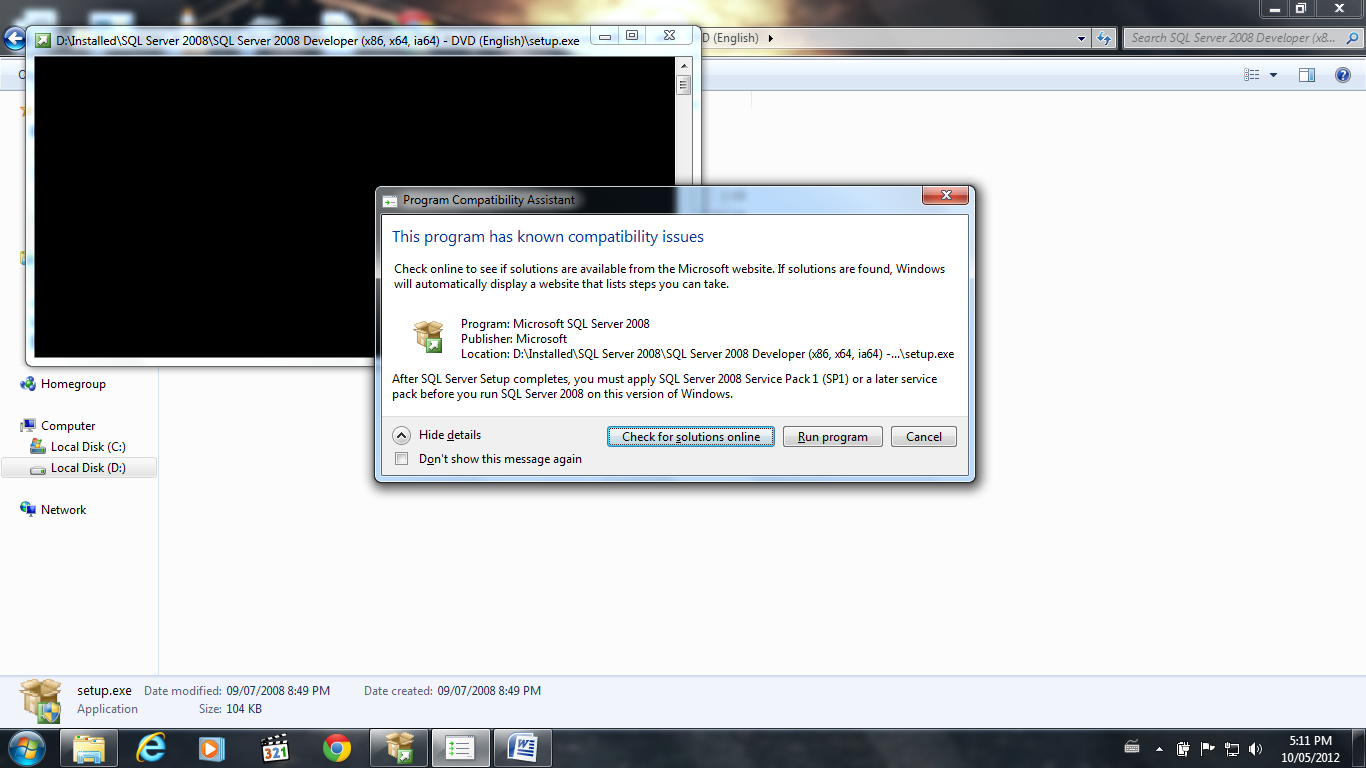 D:\Installed\SQL Server 2008\SQL Server 2008 Developer (x86, x64, ia64) - DVD (English)\setup.exe
D (English)
Search SQL Server 2008 Developer (x8...
Program Compatibility Assistant
This program has known compatibility issues
Check online to see if solutions are available from the Microsoft website. If solutions are found, Windows
will automatically display a website that lists steps you can take.
Program: Microsoft SQL Server 2008
Publisher: Microsoft
Location: D:\Installed\SQL Server 2008\SQL Server 2008 Developer (x86, x64, ia64) -...\setup.exe
After SQL Server Setup completes, you must apply SQL Server 2008 Service Pack 1 (SP1) or a later service
pack before you run SQL Server 2008 on this version of Windows.
Hide details
Check for solutions online
Run program
Cancel
Don't show this message again
Homegroup
Computer
Local Disk (C:)
Local Disk (D:)
Network
setup.exe Date modified: 09/07/2008 8:49 PM Date created: 09/07/2008 8:49 PM
Application Size: 104 KB
321
5:11 PM
10/05/2012